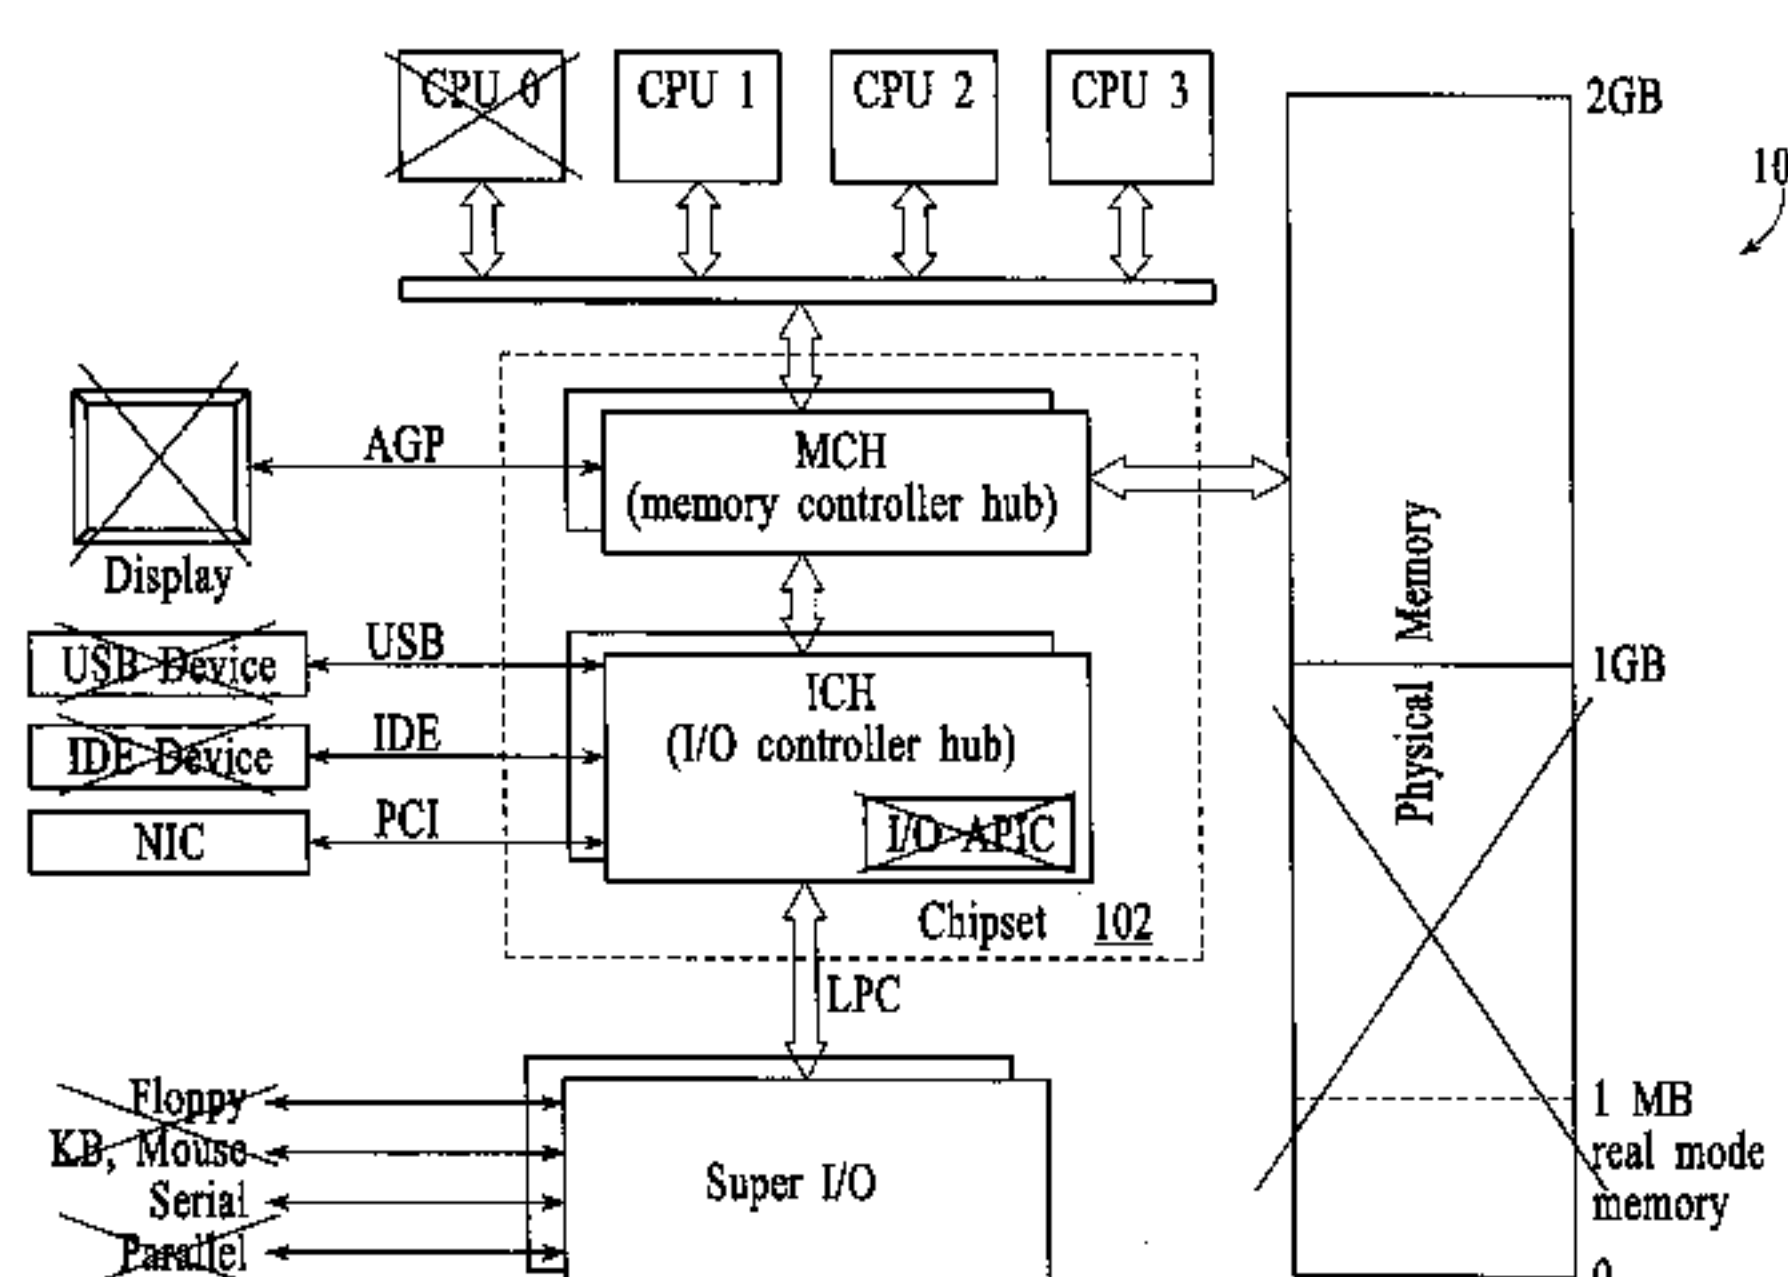 CPU 0
CPU 1
CPU 2
CPU 3
2GB
10
AGP
MCH
(memory controller hub)
Display
USB Device
USB
ICH
(I/O controller hub)
IDE Device
IDE
NIC
PCI
I/O APIC
Chipset 102
Physical Memory
1GB
LPC
Floppy
KB, Mouse
Serial
Parallel
Super I/O
1 MB
real mode
memory
0